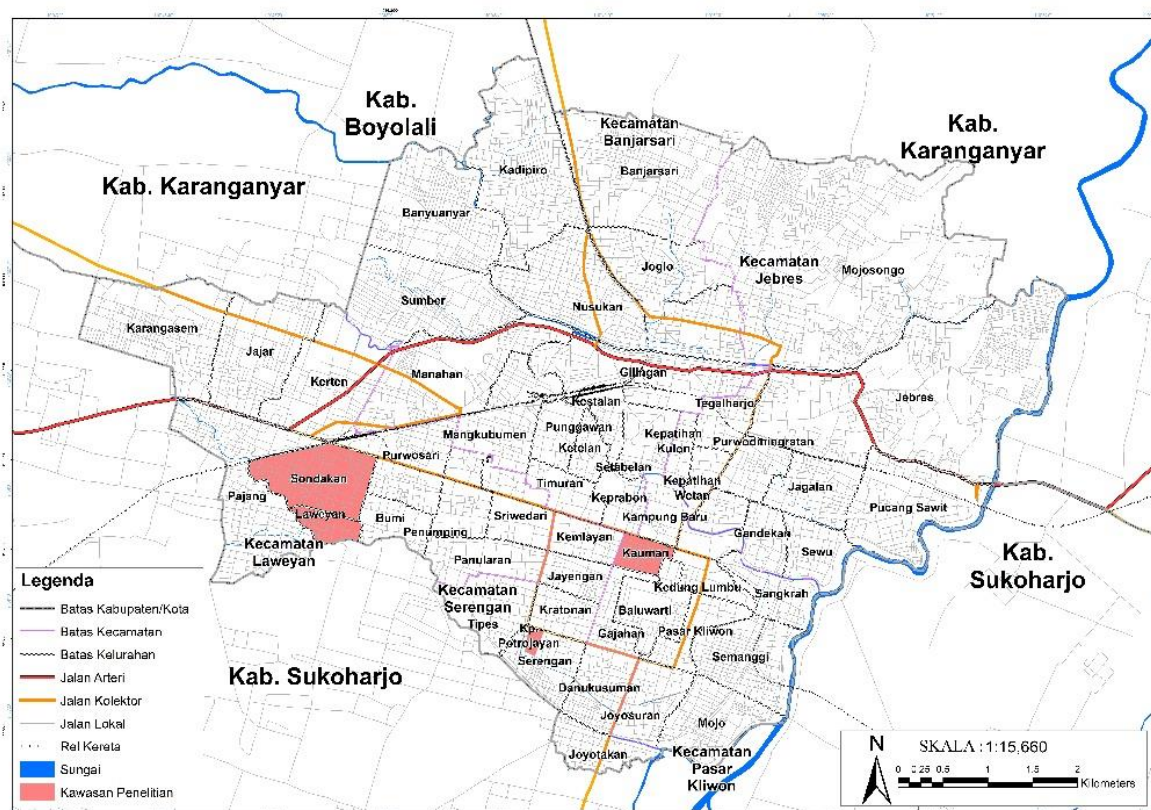 Kab.
Boyolali
Kecamatan
Banjarsari
Kab.
Karanganyar
Kab. Karanganyar
Kadipiro
Banjarsari
Banyuanyar
Joglo
Kecamatan
Jebres
Mojosongo
Sumber
Nusukan
Karangasem
Jajar
Kerten
Manahan
Gilingan
Kestalan
Tegalharjo
Jebres
Mangkubumen
Punggawan
Ketelan
Kepatihan
Kulon
Purwodiningratan
Purwosari
Setabelan
Sondakan
Timuran
Keprabon
Kepatihan
Wetan
Jagalan
Pajang
Laweyan
Bumi
Penumping
Sriwedari
Kampung Baru
Pucang Sawit
Gandekan
Sewu
Kecamatan
Laweyan
Kemlayan
Kauman
Panularan
Jayengan
Kedung Lumbu
Sangkrah
Kab.
Sukoharjo
Kecamatan
Serengan
Tipes
Kratonan
Baluwarti
Gajahan
Pasar Kliwon
Ke
Petrojayan
Serengan
Semanggi
Kab. Sukoharjo
Danukusuman
Joyosuran
Mojo
Joyotakan
Kecamatan
Pasar
Kliwon
Legenda
Batas Kabupaten/Kota
Batas Kecamatan
Batas Kelurahan
Jalan Arteri
Jalan Kolektor
Jalan Lokal
Rel Kereta
Sungai
Kawasan Penelitian
N
SKALA : 1:15,660
0 0.25 0.5 1 1.5 2
Kilometers